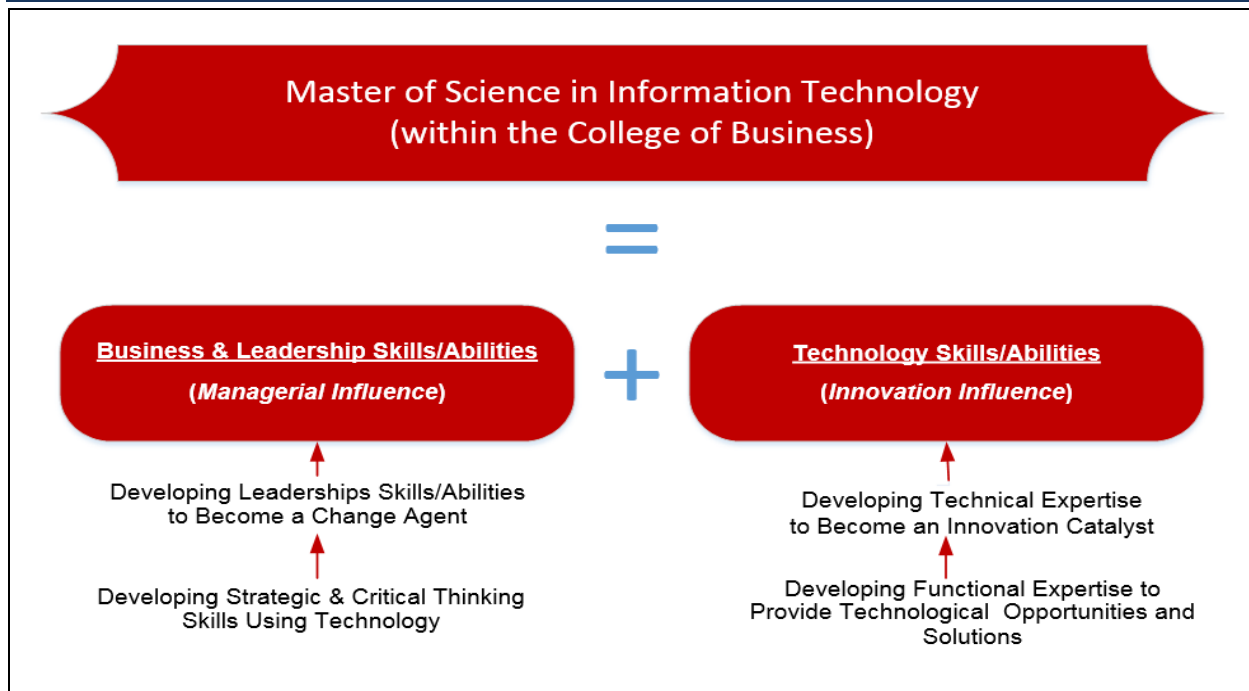 Master of Science in Information Technology
(within the College of Business)
=
Business & Leadership Skills/Abilities
(Managerial Influence)
+
Technology Skills/Abilities
(Innovation Influence)
Developing Leaderships Skills/Abilities
to Become a Change Agent
Developing Strategic & Critical Thinking
Skills Using Technology
Developing Technical Expertise
to Become an Innovation Catalyst
Developing Functional Expertise to
Provide Technological Opportunities and
Solutions